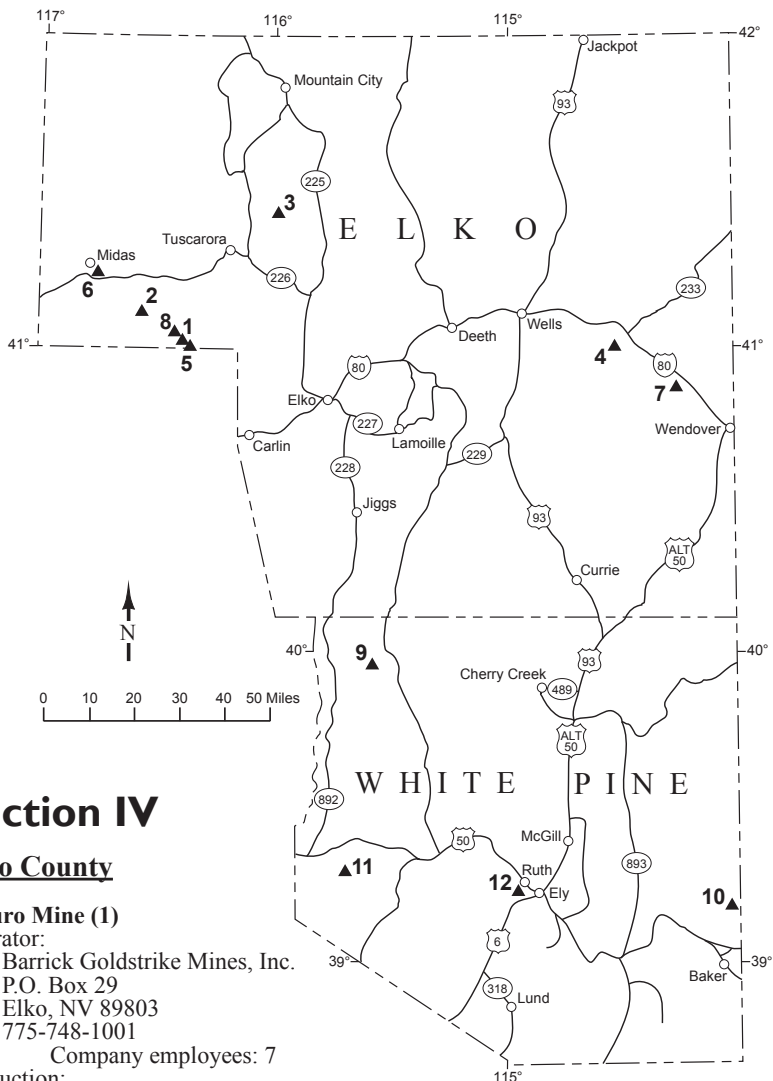 117°
116°
115°
42°
Jackpot
Mountain City
93
225
3
E L K O
Tuscarora
Midas
6
226
233
2
8
1
5
41°
Deeth
Wells
41°
4
80
80
7
Elko
227
Carlin
Lamoille
Wendover
228
229
Jiggs
93
ALT
50
Currie
N
40°
9
40°
93
Cherry Creek
489
0 10 20 30 40 50 Miles
ALT
50
W H I T E P I N E
892
50
McGill
893
11
Ruth
12
Ely
10
6
39°
39°
Baker
318
Lund
115°
ction IV
o County
uro Mine (1)
rator:
Barrick Goldstrike Mines, Inc.
P.O. Box 29
Elko, NV 89803
775-748-1001
Company employees: 7
uction: